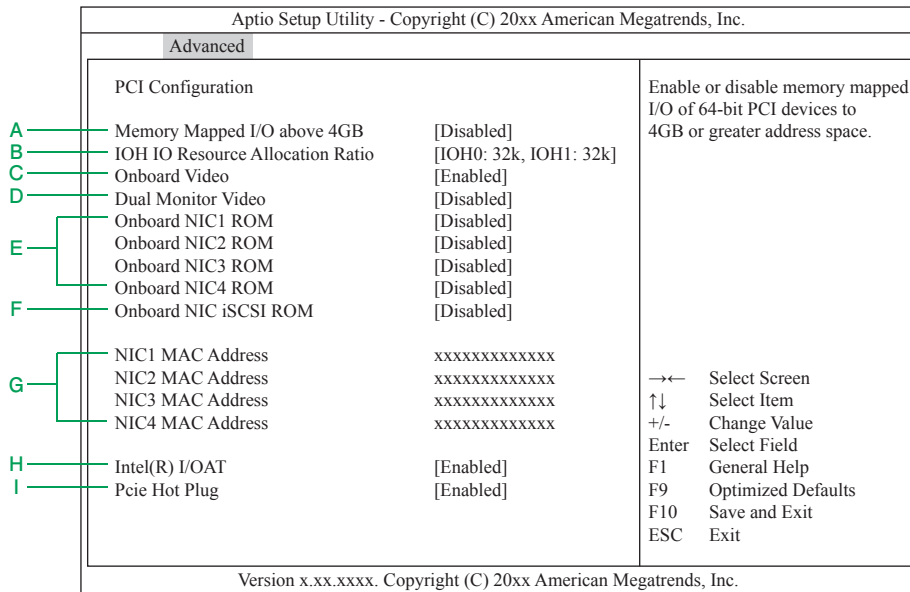 Aptio Setup Utility - Copyright (C) 20xx American Megatrends, Inc.
Advanced
PCI Configuration
A Memory Mapped I/O above 4GB [Disabled]
B IOH IO Resource Allocation Ratio [IOH0: 32k, IOH1: 32k]
C Onboard Video [Enabled]
D Dual Monitor Video [Disabled]
E
Onboard NIC1 ROM [Disabled]
Onboard NIC2 ROM [Disabled]
Onboard NIC3 ROM [Disabled]
Onboard NIC4 ROM [Disabled]
F Onboard NIC iSCSI ROM [Disabled]
G
NIC1 MAC Address xxxxxxxxxxxxx
NIC2 MAC Address xxxxxxxxxxxxx
NIC3 MAC Address xxxxxxxxxxxxx
NIC4 MAC Address xxxxxxxxxxxxx
H Intel(R) I/OAT [Enabled]
I Pcie Hot Plug [Enabled]
Enable or disable memory mapped
I/O of 64-bit PCI devices to
4GB or greater address space.
→← Select Screen
↑↓ Select Item
+/- Change Value
Enter Select Field
F1 General Help
F9 Optimized Defaults
F10 Save and Exit
ESC Exit
Version x.xx.xxxx. Copyright (C) 20xx American Megatrends, Inc.